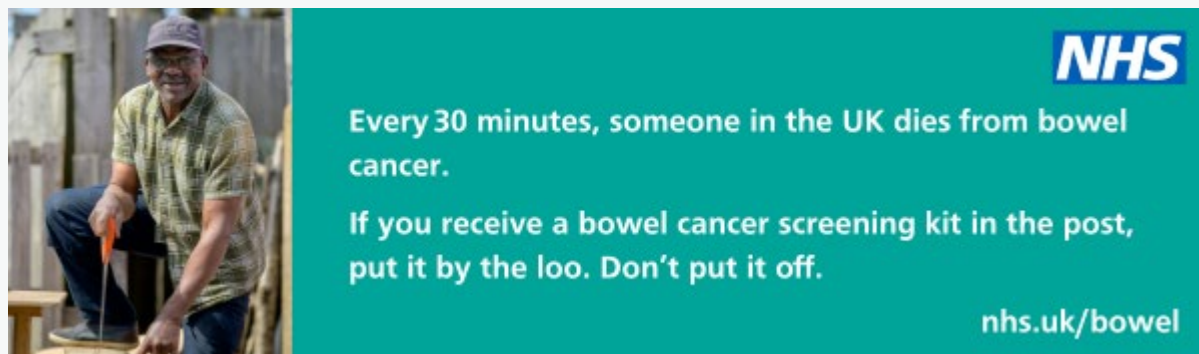 NHS
Every 30 minutes, someone in the UK dies from bowel
cancer.
If you receive a bowel cancer screening kit in the post,
put it by the loo. Don't put it off.
nhs.uk/bowel